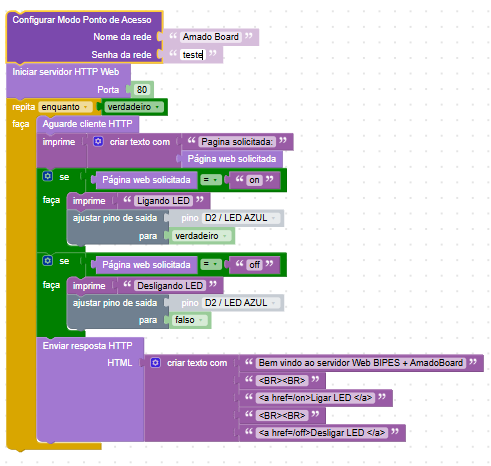 Configurar Modo Ponto de Acesso
Nome da rede “ Amado Board ”
Senha da rede “ teste ”
Iniciar servidor HTTP Web
Porta 80
repita enquanto verdadeiro
faça Aguarde cliente HTTP
imprime criar texto com “ Pagina solicitada: ”
Página web solicitada
se Página web solicitada = “ on ”
faça imprime “ Ligando LED ”
ajustar pino de saida pino D2 / LED AZUL
para verdadeiro
se Página web solicitada = “ off ”
faça imprime “ Desligando LED ”
ajustar pino de saida pino D2 / LED AZUL
para falso
Enviar resposta HTTP
HTML criar texto com “ Bem vindo ao servidor Web BIPES + AmadoBoard ”
“ <BR><BR> ”
“ <a href=/on>Ligar LED </a> ”
“ <BR><BR> ”
“ <a href=/off>Desligar LED </a> ”